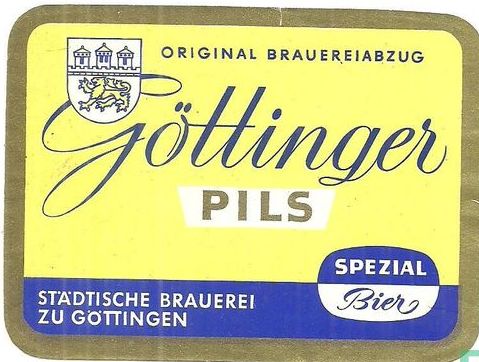 ORIGINAL BRAUEREIABZUG
Göttinger
PILS
SPEZIAL
Bier
STÄDTISCHE BRAUEREI
ZU GÖTTINGEN